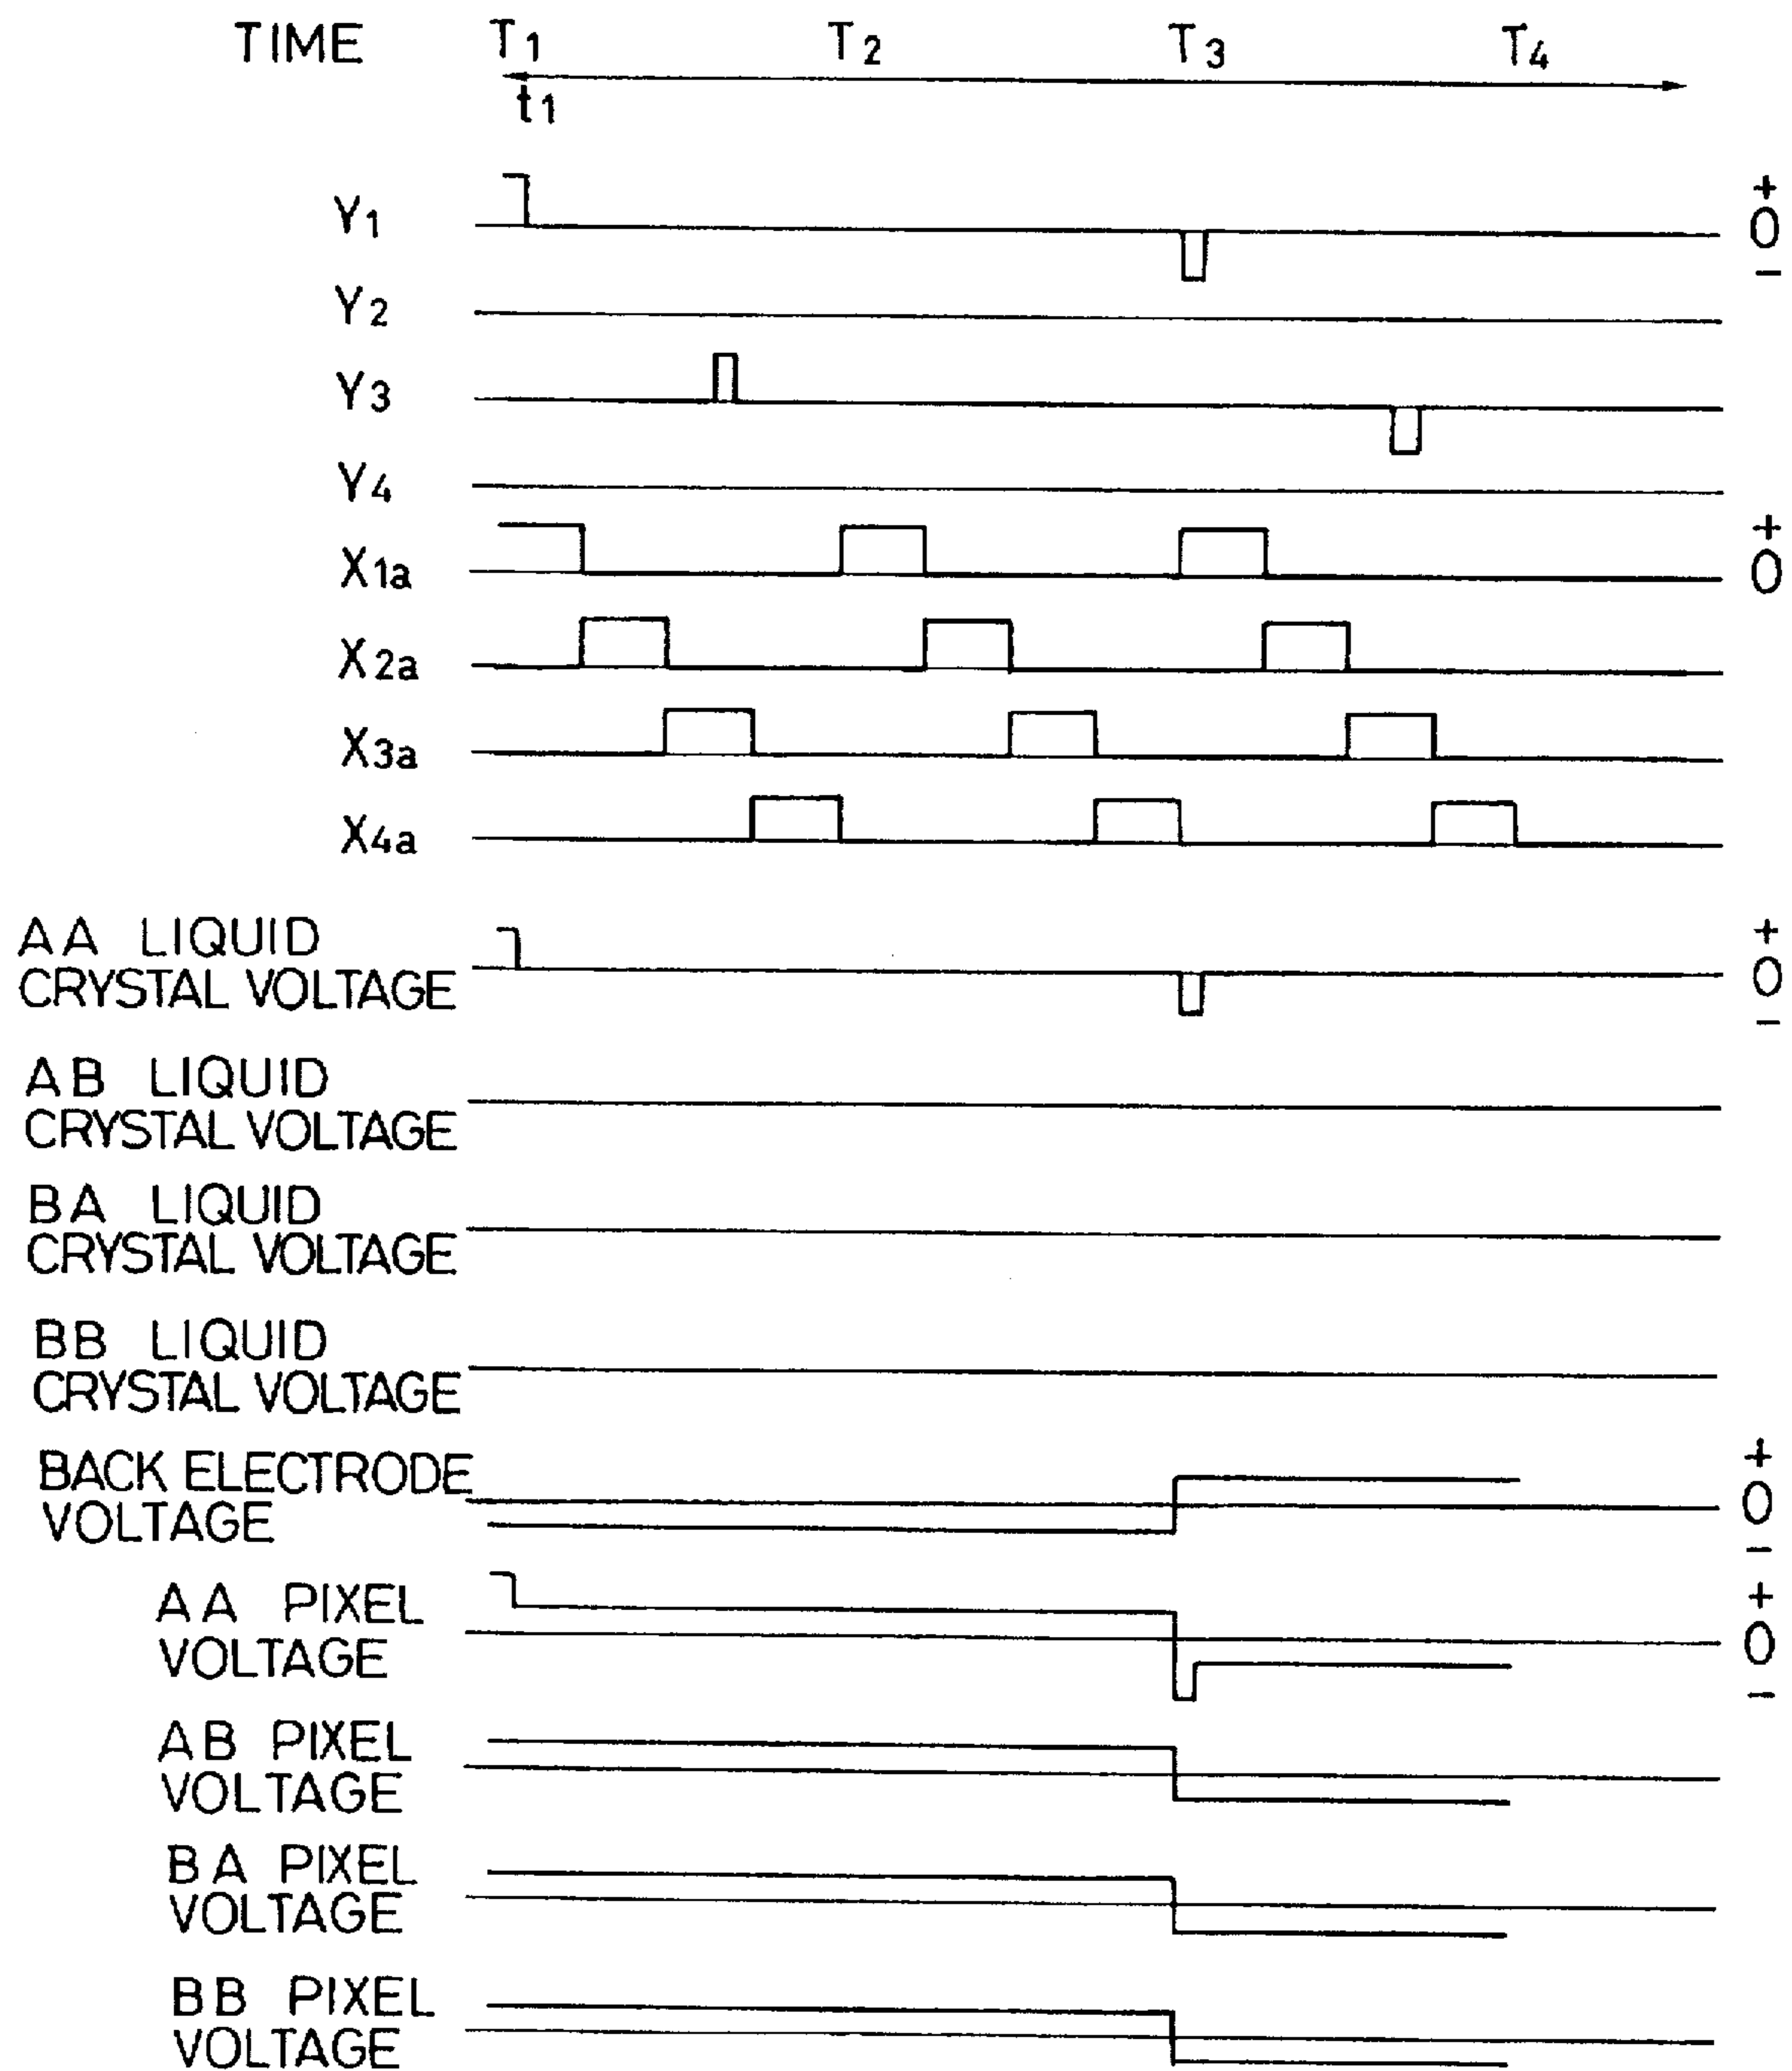 TIME T1 T2 T3 T4
t1
Y1 + 0 −
Y2
Y3
Y4
X1a + 0
X2a
X3a
X4a
AA LIQUID
CRYSTAL VOLTAGE + 0 −
AB LIQUID
CRYSTAL VOLTAGE
BA LIQUID
CRYSTAL VOLTAGE
BB LIQUID
CRYSTAL VOLTAGE
BACK ELECTRODE
VOLTAGE + 0 −
AA PIXEL
VOLTAGE + 0 −
AB PIXEL
VOLTAGE
BA PIXEL
VOLTAGE
BB PIXEL
VOLTAGE